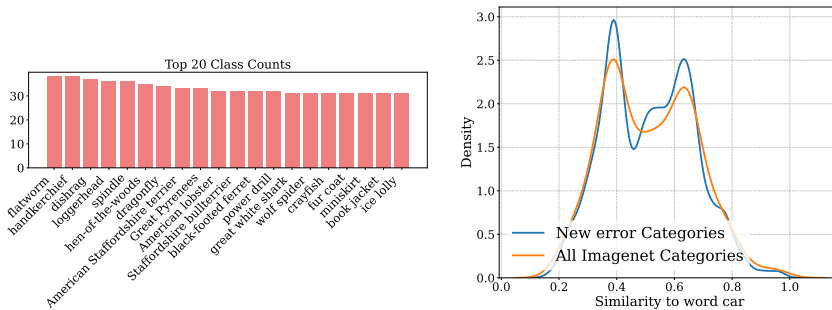 Top 20 Class Counts
30
20
10
0
flatworm
handkerchief
dishrag
loggerhead
spindle
hen-of-the-woods
dragonfly
American Staffordshire terrier
Great Pyrenees
American lobster
Staffordshire bullterrier
black-footed ferret
power drill
great white shark
wolf spider
crayfish
fur coat
miniskirt
book jacket
ice lolly
3.0
2.5
2.0
1.5
1.0
0.5
0.0
Density
New error Categories
All Imagenet Categories
0.0 0.2 0.4 0.6 0.8 1.0
Similarity to word car